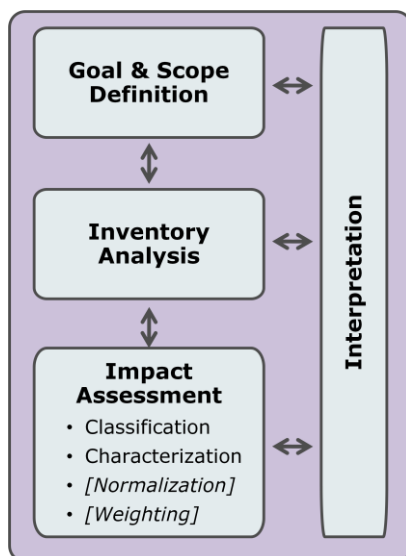 Goal & Scope
Definition
Inventory
Analysis
Impact
Assessment
• Classification
• Characterization
• [Normalization]
• [Weighting]
Interpretation